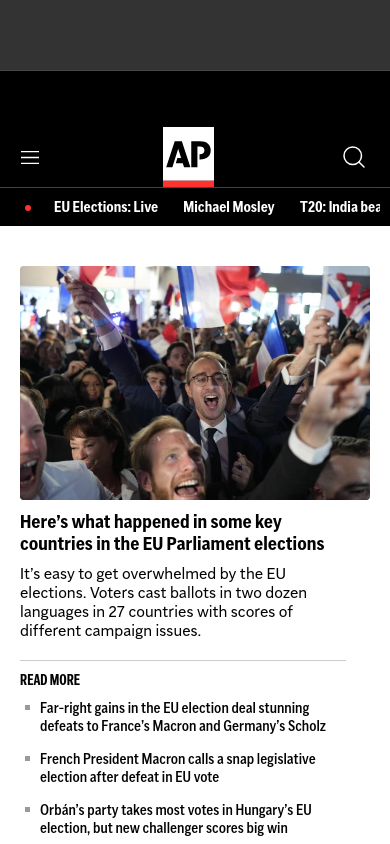 AP
EU Elections: Live
Michael Mosley
T20: India bea
Here’s what happened in some key
countries in the EU Parliament elections
It’s easy to get overwhelmed by the EU
elections. Voters cast ballots in two dozen
languages in 27 countries with scores of
different campaign issues.
READ MORE
Far-right gains in the EU election deal stunning
defeats to France’s Macron and Germany’s Scholz
French President Macron calls a snap legislative
election after defeat in EU vote
Orbán’s party takes most votes in Hungary’s EU
election, but new challenger scores big win